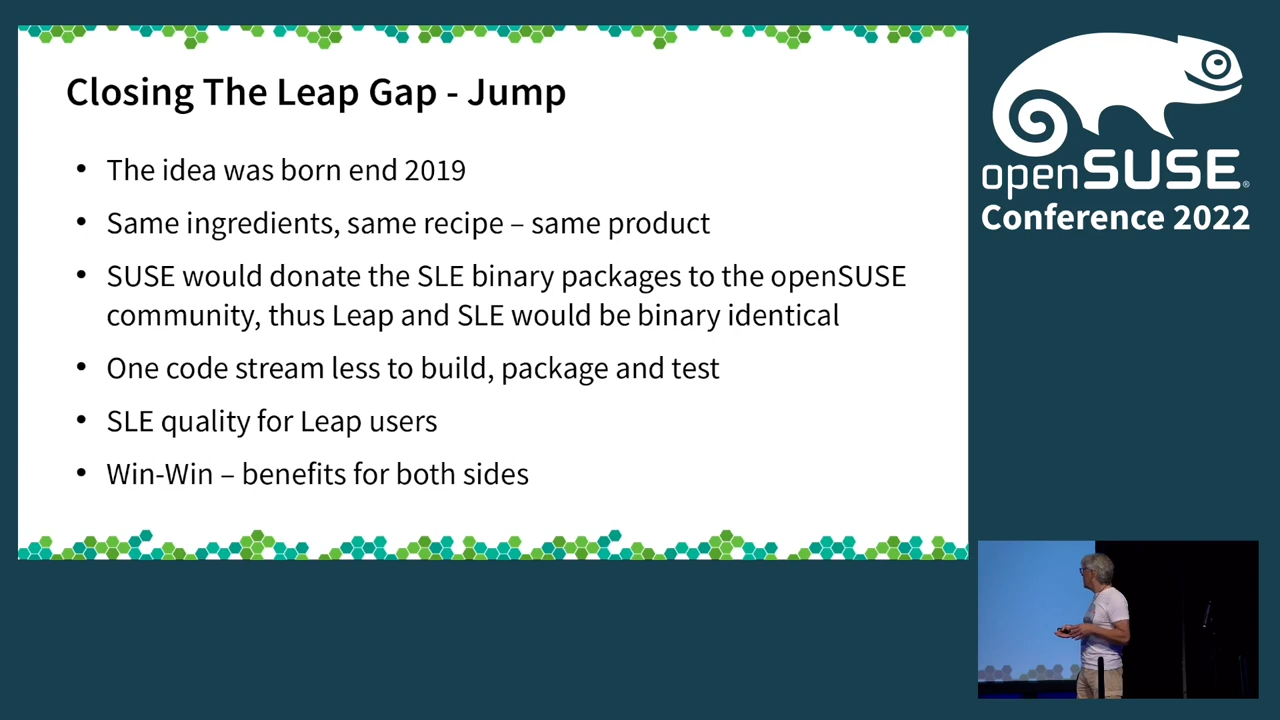 Closing The Leap Gap - Jump
• The idea was born end 2019
• Same ingredients, same recipe – same product
• SUSE would donate the SLE binary packages to the openSUSE
community, thus Leap and SLE would be binary identical
• One code stream less to build, package and test
• SLE quality for Leap users
• Win-Win – benefits for both sides
openSUSE®
Conference 2022